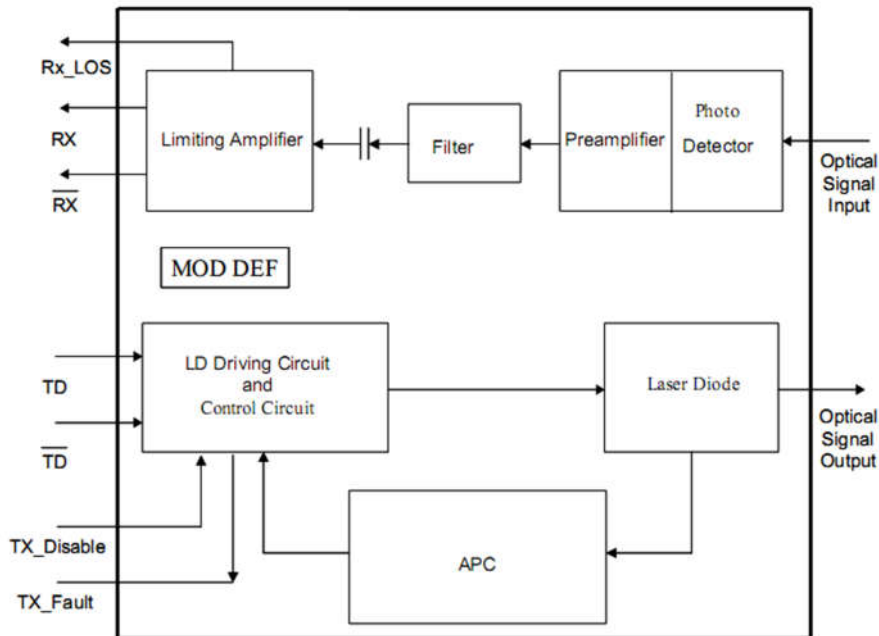 Rx_LOS
RX
RX
Limiting Amplifier
Filter
Preamplifier
Photo
Detector
Optical
Signal
Input
MOD DEF
TD
TD
LD Driving Circuit
and
Control Circuit
Laser Diode
Optical
Signal
Output
TX_Disable
TX_Fault
APC